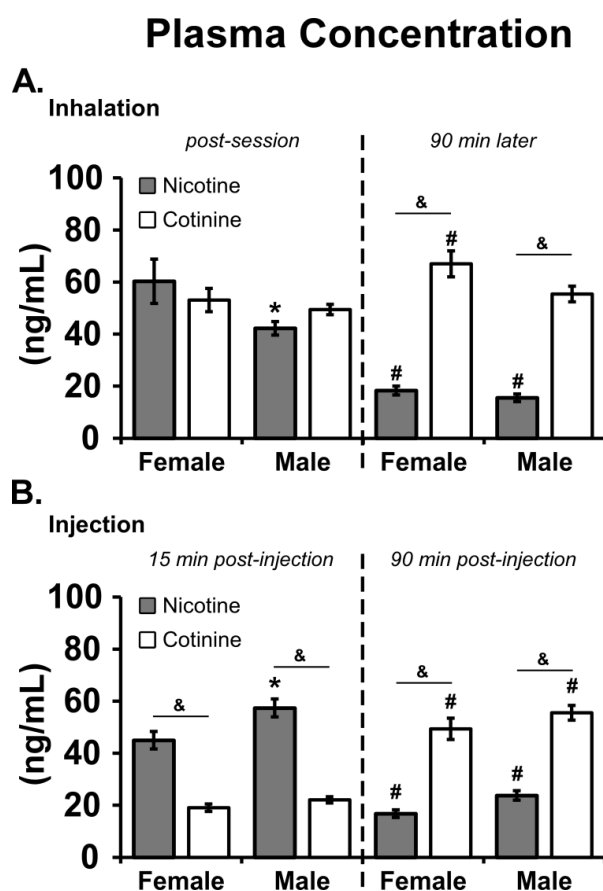 Plasma Concentration
A.
Inhalation
post-session
90 min later
100
80
60
40
20
0
(ng/mL)
Nicotine
Cotinine
*
&
#
&
#
#
Female
Male
Female
Male
B.
Injection
15 min post-injection
90 min post-injection
100
80
60
40
20
0
(ng/mL)
Nicotine
Cotinine
&
&
*
&
#
&
#
#
#
Female
Male
Female
Male